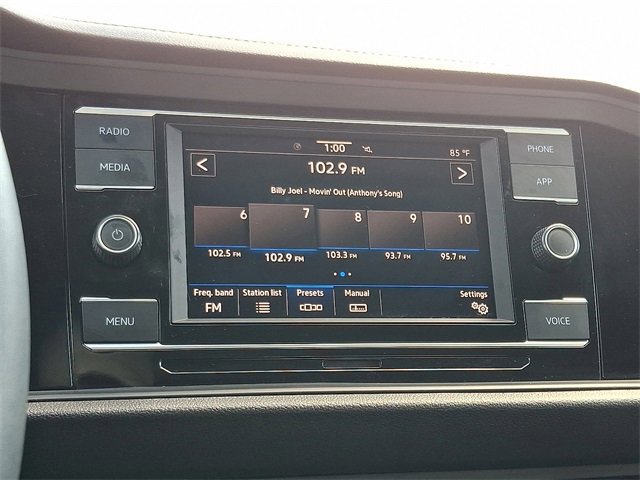 RADIO
MEDIA
MENU
1:00
85 °F
102.9 FM
Billy Joel - Movin' Out (Anthony's Song)
6 7 8 9 10
102.5 FM 102.9 FM 103.3 FM 93.7 FM 95.7 FM
Freq. band Station list Presets Manual Settings
FM
PHONE
APP
VOICE